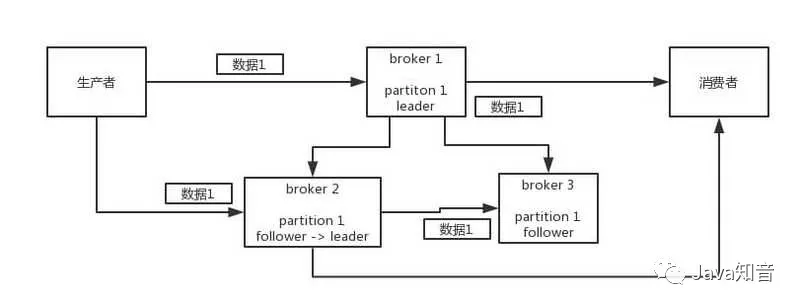 生产者
数据1
broker 1
partiton 1
leader
数据1
消费者
数据1
broker 2
partition 1
follower -> leader
数据1
broker 3
partition 1
follower
Java知音